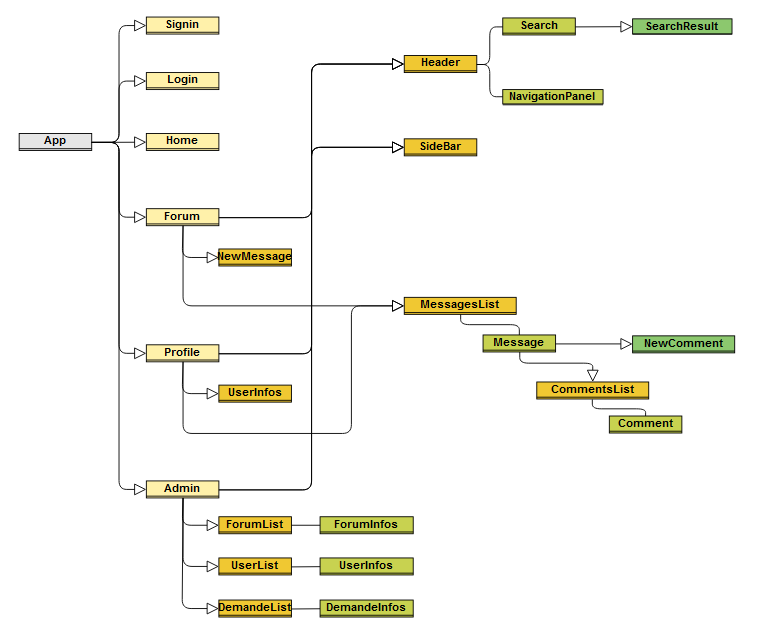 Signin
Search
SearchResult
Header
Login
NavigationPanel
App
Home
SideBar
Forum
NewMessage
MessagesList
Message
NewComment
Profile
UserInfos
CommentsList
Comment
Admin
ForumList
ForumInfos
UserList
UserInfos
DemandeList
DemandeInfos